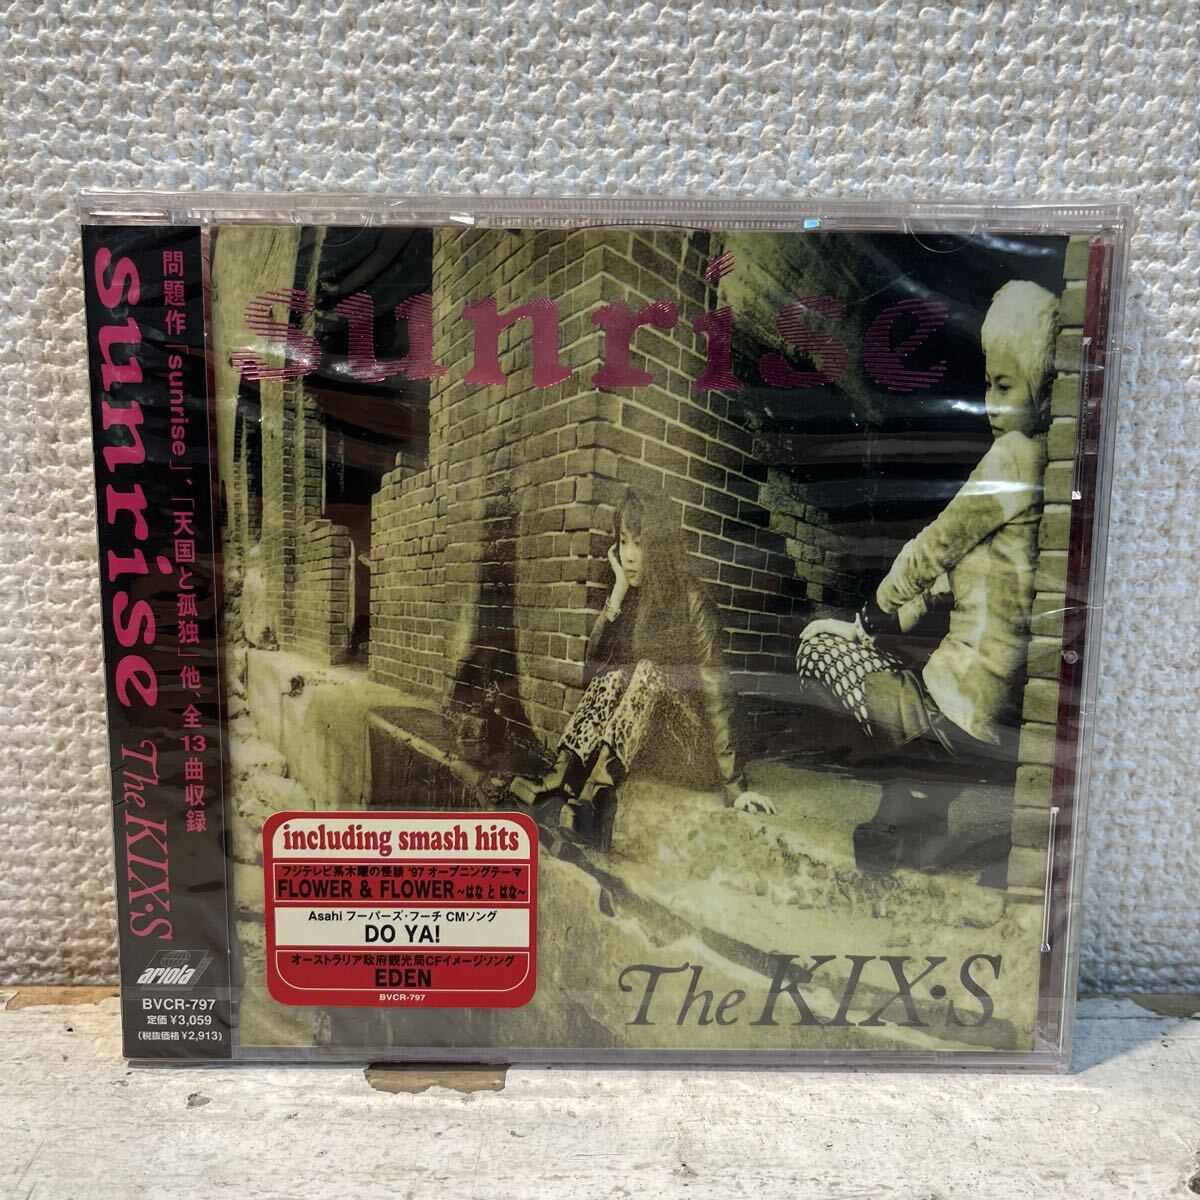 問題作「sunrise」、「天国と孤独」他、全13曲収録
sunrise The KIX·S
ariola
BVCR-797
定価¥3,059
(税抜価格¥2,913)
sunrise
including smash hits
フジテレビ系木曜の怪談 '97 オープニングテーマ
FLOWER & FLOWER ~はな と はな~
Asahi フーパーズ・フーチ CMソング
DO YA!
オーストラリア政府観光局CFイメージソング
EDEN
BVCR-797
The KIX·S